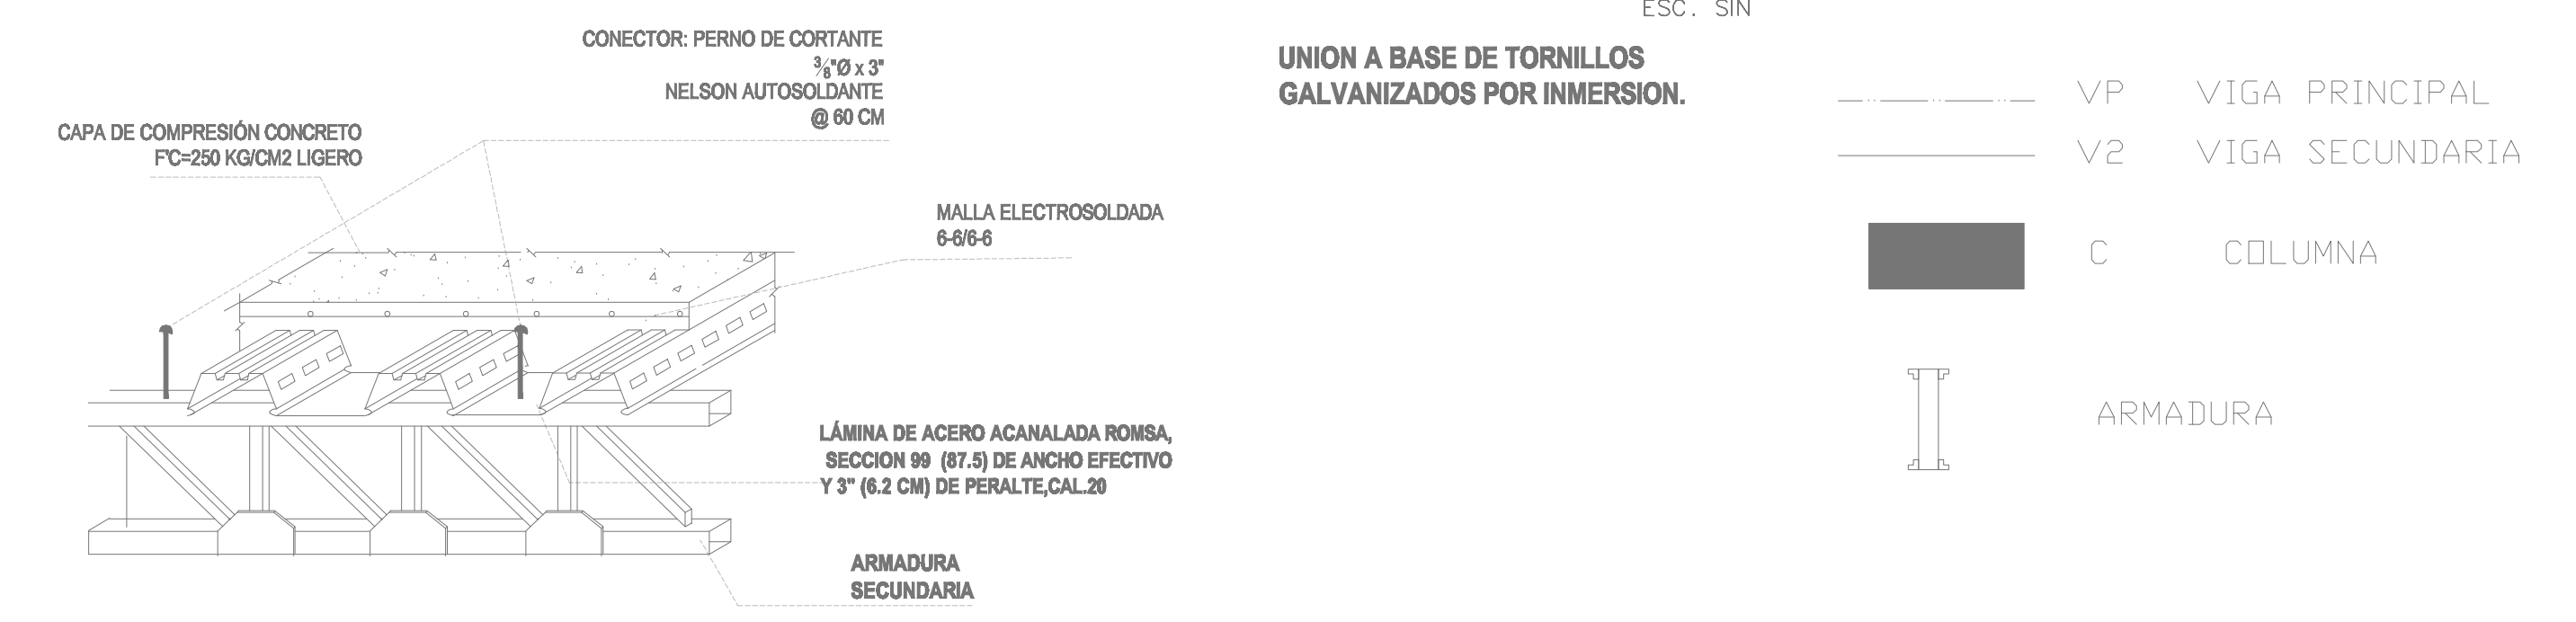 CONECTOR: PERNO DE CORTANTE
3/8"Ø x 3"
NELSON AUTOSOLDANTE
@ 60 CM
CAPA DE COMPRESIÓN CONCRETO
F'C=250 KG/CM2 LIGERO
MALLA ELECTROSOLDADA
6-6/6-6
LÁMINA DE ACERO ACANALADA ROMSA,
SECCION 99 (87.5) DE ANCHO EFECTIVO
Y 3" (6.2 CM) DE PERALTE,CAL.20
ARMADURA
SECUNDARIA
ESC. SIN
UNION A BASE DE TORNILLOS
GALVANIZADOS POR INMERSION.
VP VIGA PRINCIPAL
V2 VIGA SECUNDARIA
C COLUMNA
ARMADURA